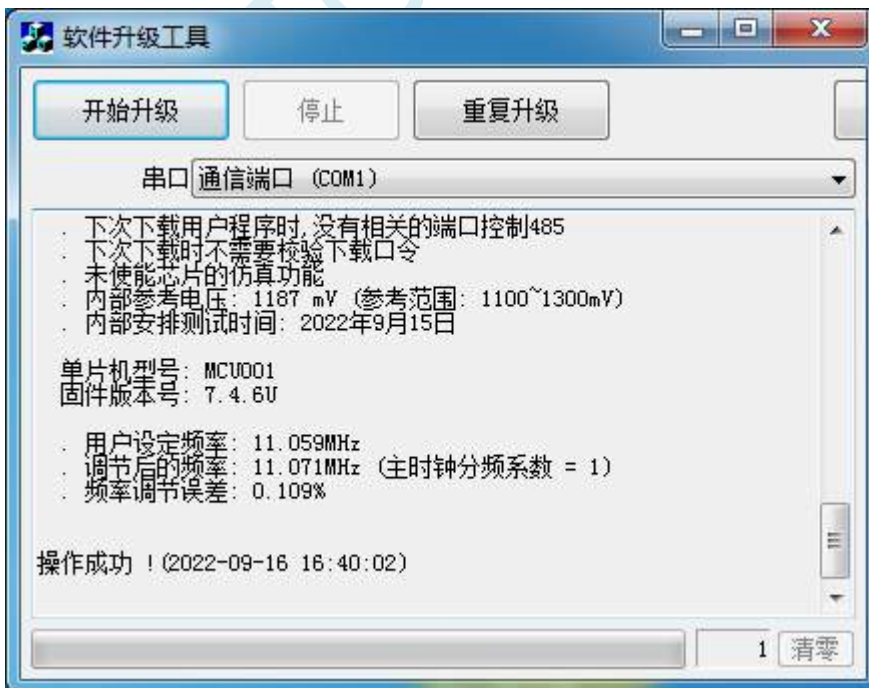 软件升级工具
开始升级 停止 重复升级
串口 通信端口 (COM1)
. 下次下载用户程序时,没有相关的端口控制485
. 下次下载时不需要校验下载口令
. 未使能芯片的仿真功能
. 内部参考电压: 1187 mV (参考范围: 1100~1300mV)
. 内部安排测试时间: 2022年9月15日
单片机型号: MCU001
固件版本号: 7.4.6U
. 用户设定频率: 11.059MHz
. 调节后的频率: 11.071MHz (主时钟分频系数 = 1)
. 频率调节误差: 0.109%
操作成功 !(2022-09-16 16:40:02)
1 清零